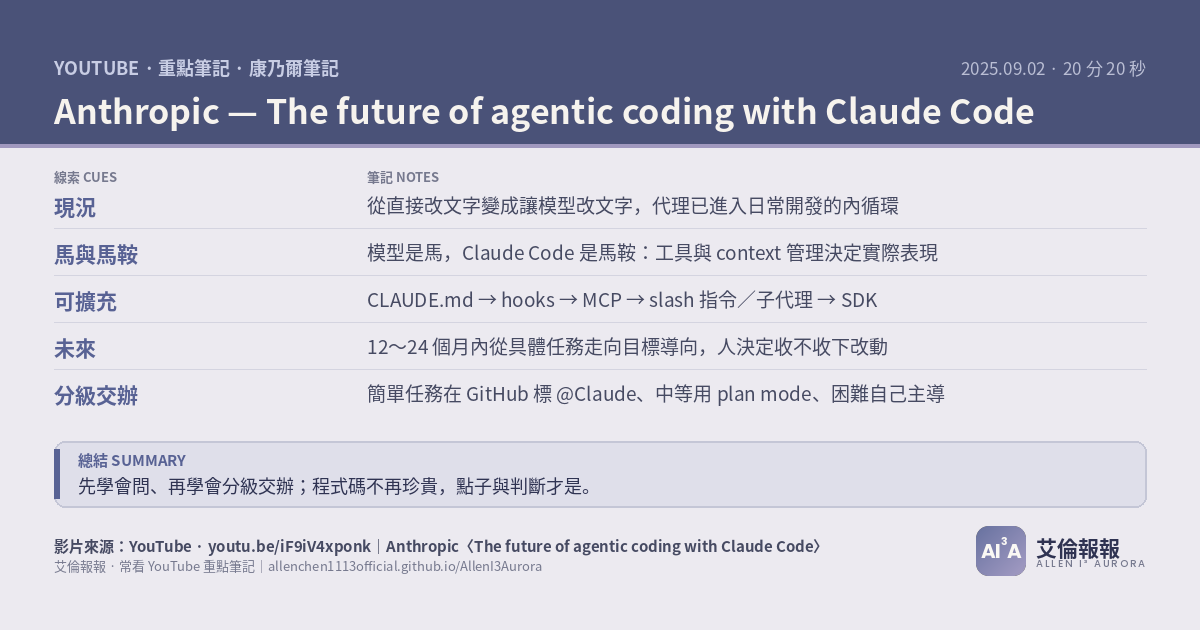 YOUTUBE · 重點筆記 · 康乃爾筆記
2025.09.02 · 20 分 20 秒
Anthropic — The future of agentic coding with Claude Code
線索 CUES
筆記 NOTES
現況
從直接改文字變成讓模型改文字，代理已進入日常開發的內循環
馬與馬鞍
模型是馬，Claude Code 是馬鞍：工具與 context 管理決定實際表現
可擴充
CLAUDE.md → hooks → MCP → slash 指令／子代理 → SDK
未來
12～24 個月內從具體任務走向目標導向，人決定收不收下改動
分級交辦
簡單任務在 GitHub 標 @Claude、中等用 plan mode、困難自己主導
總結 SUMMARY
先學會問、再學會分級交辦；程式碼不再珍貴，點子與判斷才是。
影片來源：YouTube · youtu.be/iF9iV4xponk｜Anthropic〈The future of agentic coding with Claude Code〉
艾倫報報 · 常看 YouTube 重點筆記｜allenchen1113official.github.io/AllenI3Aurora
AI³A
艾倫報報
ALLEN I³ AURORA